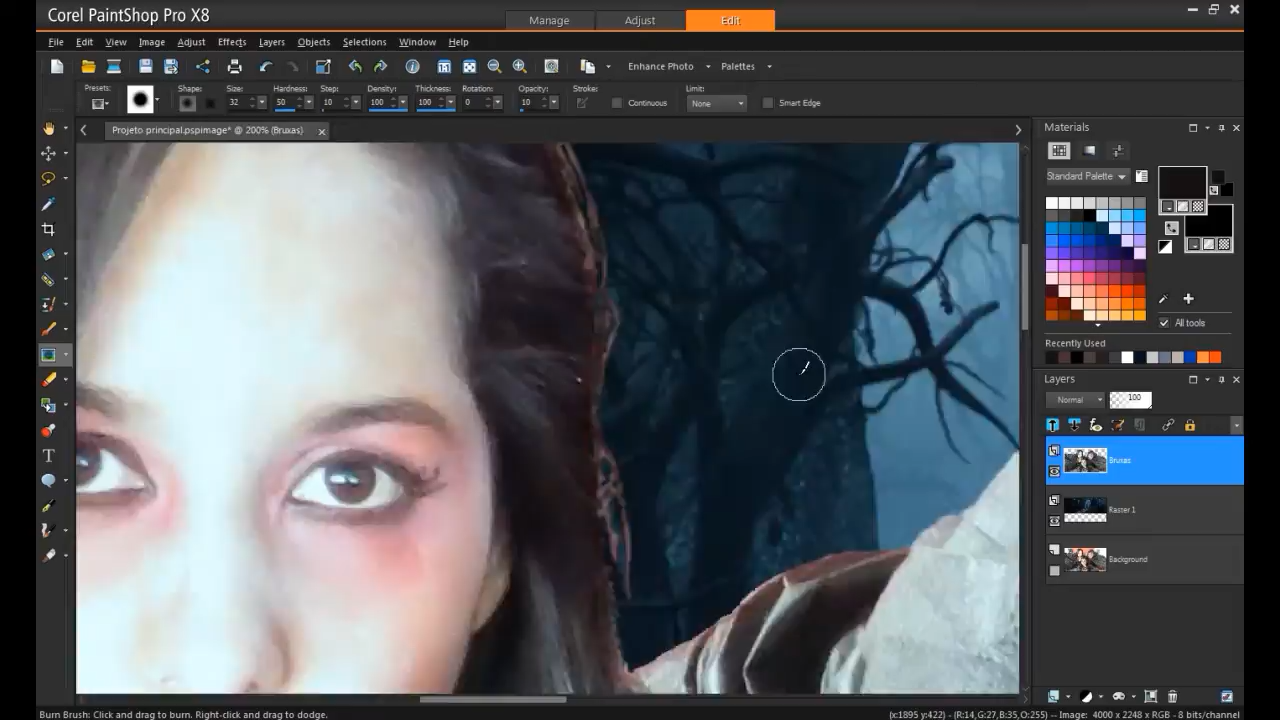 Corel PaintShop Pro X8
Manage Adjust Edit
File Edit View Image Adjust Effects Layers Objects Selections Window Help
Enhance Photo Palettes
Presets: Shape: Size: Hardness: Step: Density: Thickness: Rotation: Opacity: Stroke: Limit:
32 50 10 100 100 0 10 Continuous None Smart Edge
Projeto principal.pspimage* @ 200% (Bruxas)
Materials
Standard Palette
All tools
Recently Used
Layers
Normal 100
Bruxas
Raster 1
Background
Burn Brush: Click and drag to burn. Right-click and drag to dodge.
(x:1895 y:422) - (R:14,G:27,B:35,O:255) -- Image: 4000 x 2248 x RGB - 8 bits/channel